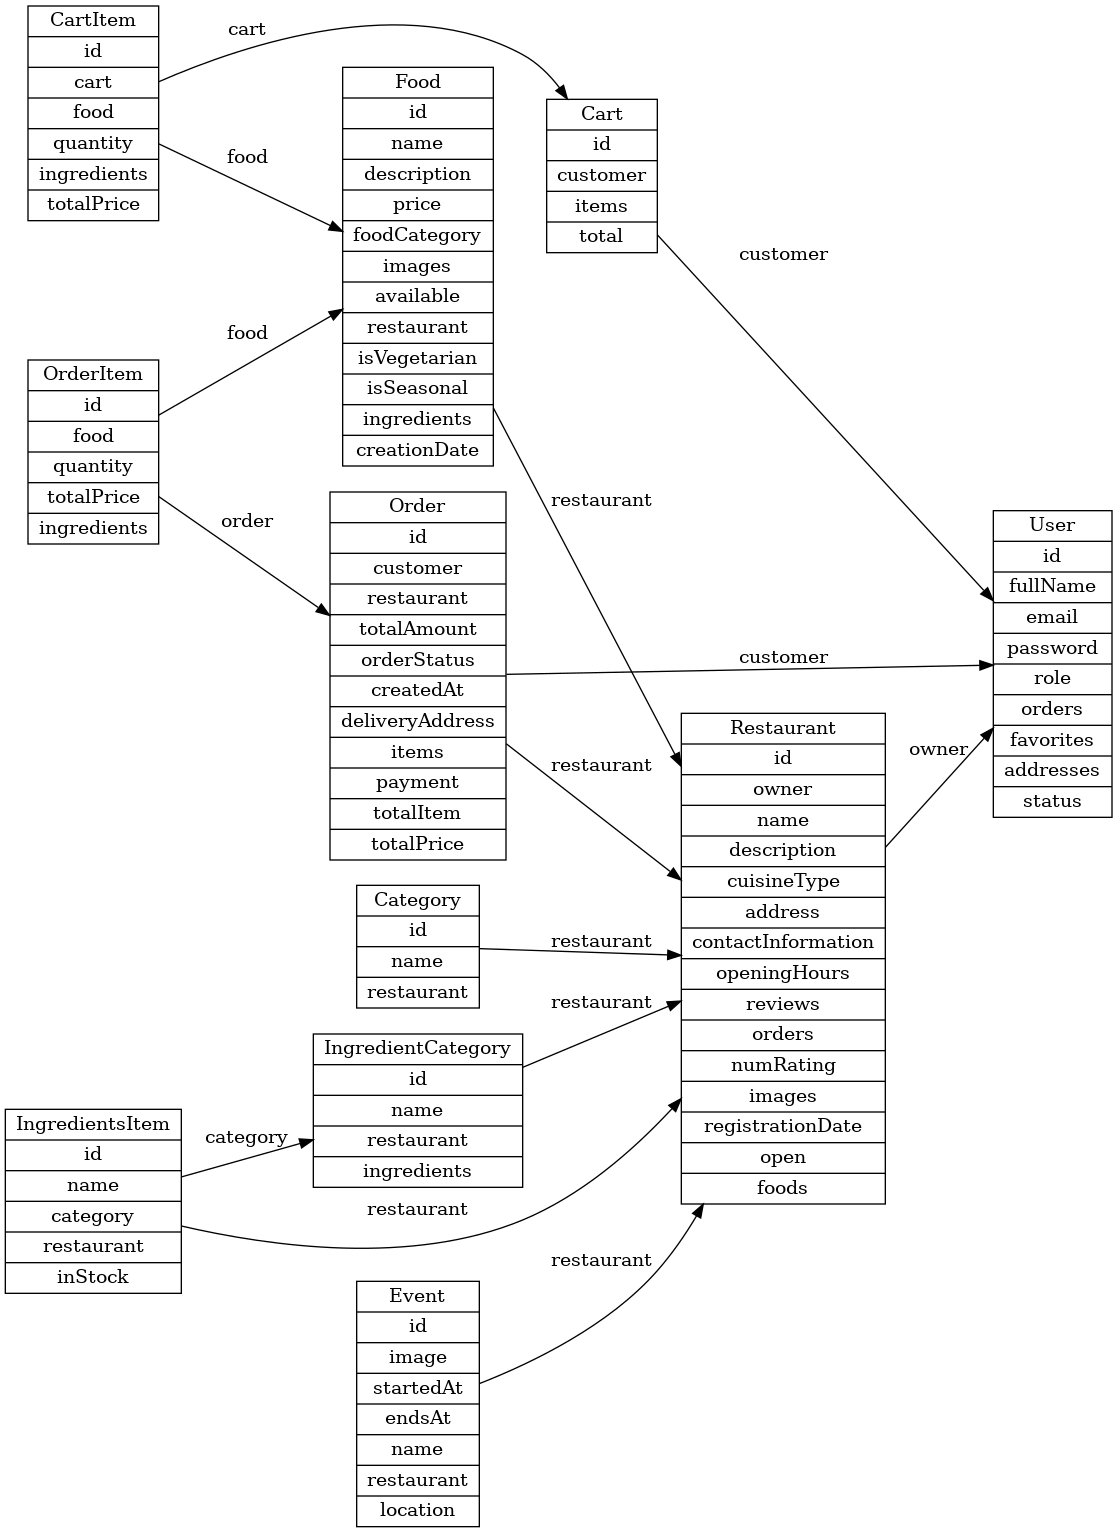 CartItem
id
cart
food
quantity
ingredients
totalPrice
cart
food
Food
id
name
description
price
foodCategory
images
available
restaurant
isVegetarian
isSeasonal
ingredients
creationDate
Cart
id
customer
items
total
customer
OrderItem
id
food
quantity
totalPrice
ingredients
food
order
restaurant
Order
id
customer
restaurant
totalAmount
orderStatus
createdAt
deliveryAddress
items
payment
totalItem
totalPrice
customer
restaurant
User
id
fullName
email
password
role
orders
favorites
addresses
status
owner
Restaurant
id
owner
name
description
cuisineType
address
contactInformation
openingHours
reviews
orders
numRating
images
registrationDate
open
foods
Category
id
name
restaurant
restaurant
IngredientCategory
id
name
restaurant
ingredients
restaurant
IngredientsItem
id
name
category
restaurant
inStock
category
restaurant
Event
id
image
startedAt
endsAt
name
restaurant
location
restaurant